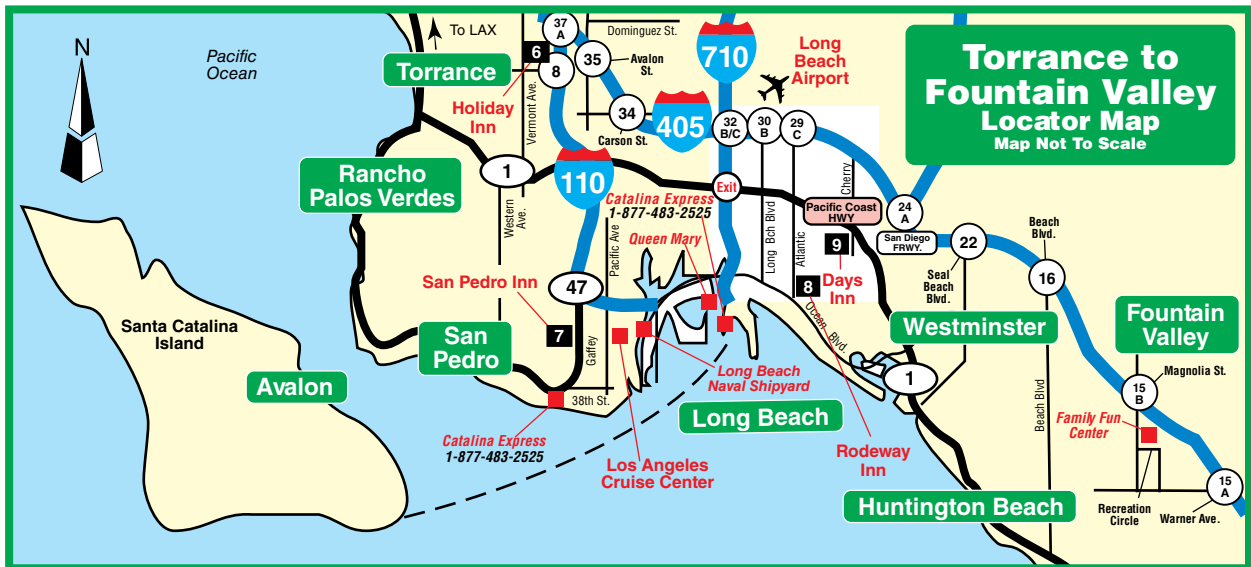 Torrance to
Fountain Valley
Locator Map
Map Not To Scale
N
Pacific
Ocean
To LAX
Torrance
Holiday
Inn
6
37
A
8
Vermont Ave.
Dominguez St.
35
Avalon
St.
34
Carson St.
405
710
Long
Beach
Airport
32
B/C
30
B
29
C
Rancho
Palos Verdes
1
110
Western
Ave.
Exit
Cherry
Pacific Coast
HWY
24
A
San Diego
FRWY.
Catalina Express
1-877-483-2525
Queen Mary
Pacific Ave
Long Bch Blvd
Atlantic
9
Days
Inn
8
22
Seal
Beach
Blvd.
Beach
Blvd.
16
San Pedro Inn
47
7
Gaffey
Ocean Blvd.
Westminster
Fountain
Valley
Santa Catalina
Island
Avalon
San
Pedro
Long Beach
Naval Shipyard
38th St.
1
Beach Blvd
15
B
Magnolia St.
Family Fun
Center
Long Beach
Catalina Express
1-877-483-2525
Los Angeles
Cruise Center
Rodeway
Inn
Huntington Beach
Recreation
Circle
Warner Ave.
15
A